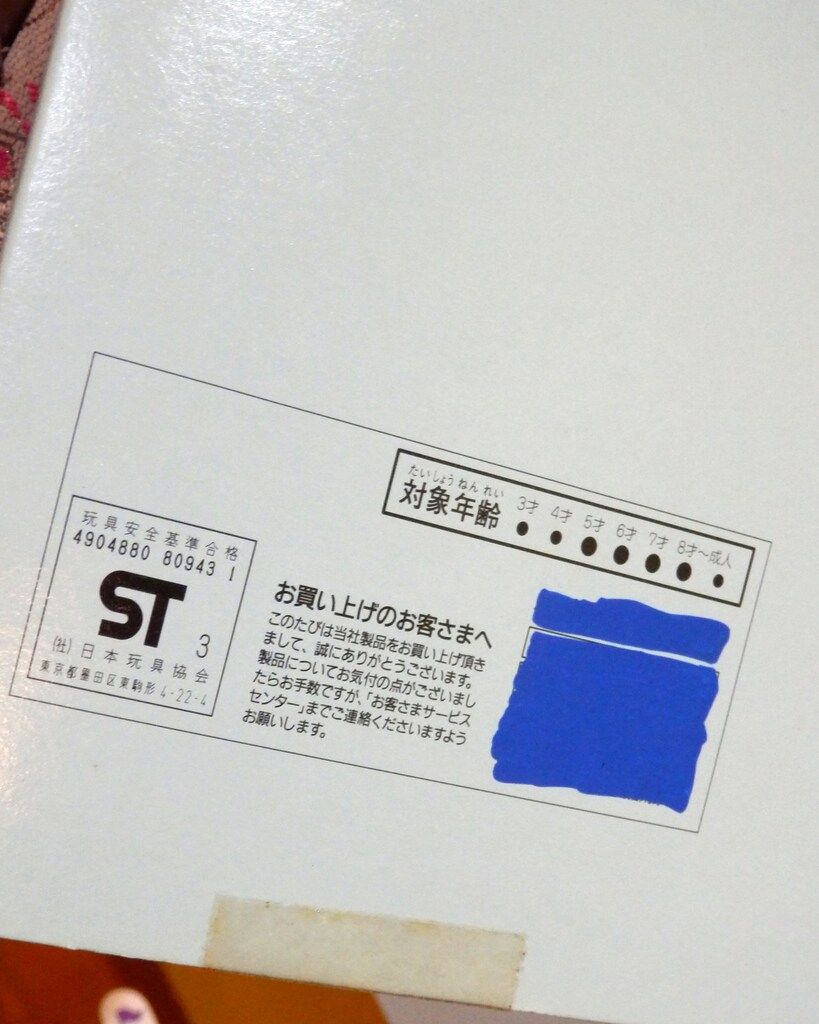 たいしょうねんれい
対象年齢 3才 4才 5才 6才 7才 8才〜成人
玩具安全基準合格
4904880 80943 1
ST 3
(社)日本玩具協会
東京都墨田区東駒形4-22-4
お買い上げのお客さまへ
このたびは当社製品をお買い上げ頂き
まして、誠にありがとうございます。
製品についてお気付の点がございまし
たらお手数ですが、「お客さまサービス
センター」までご連絡くださいますよう
お願いします。